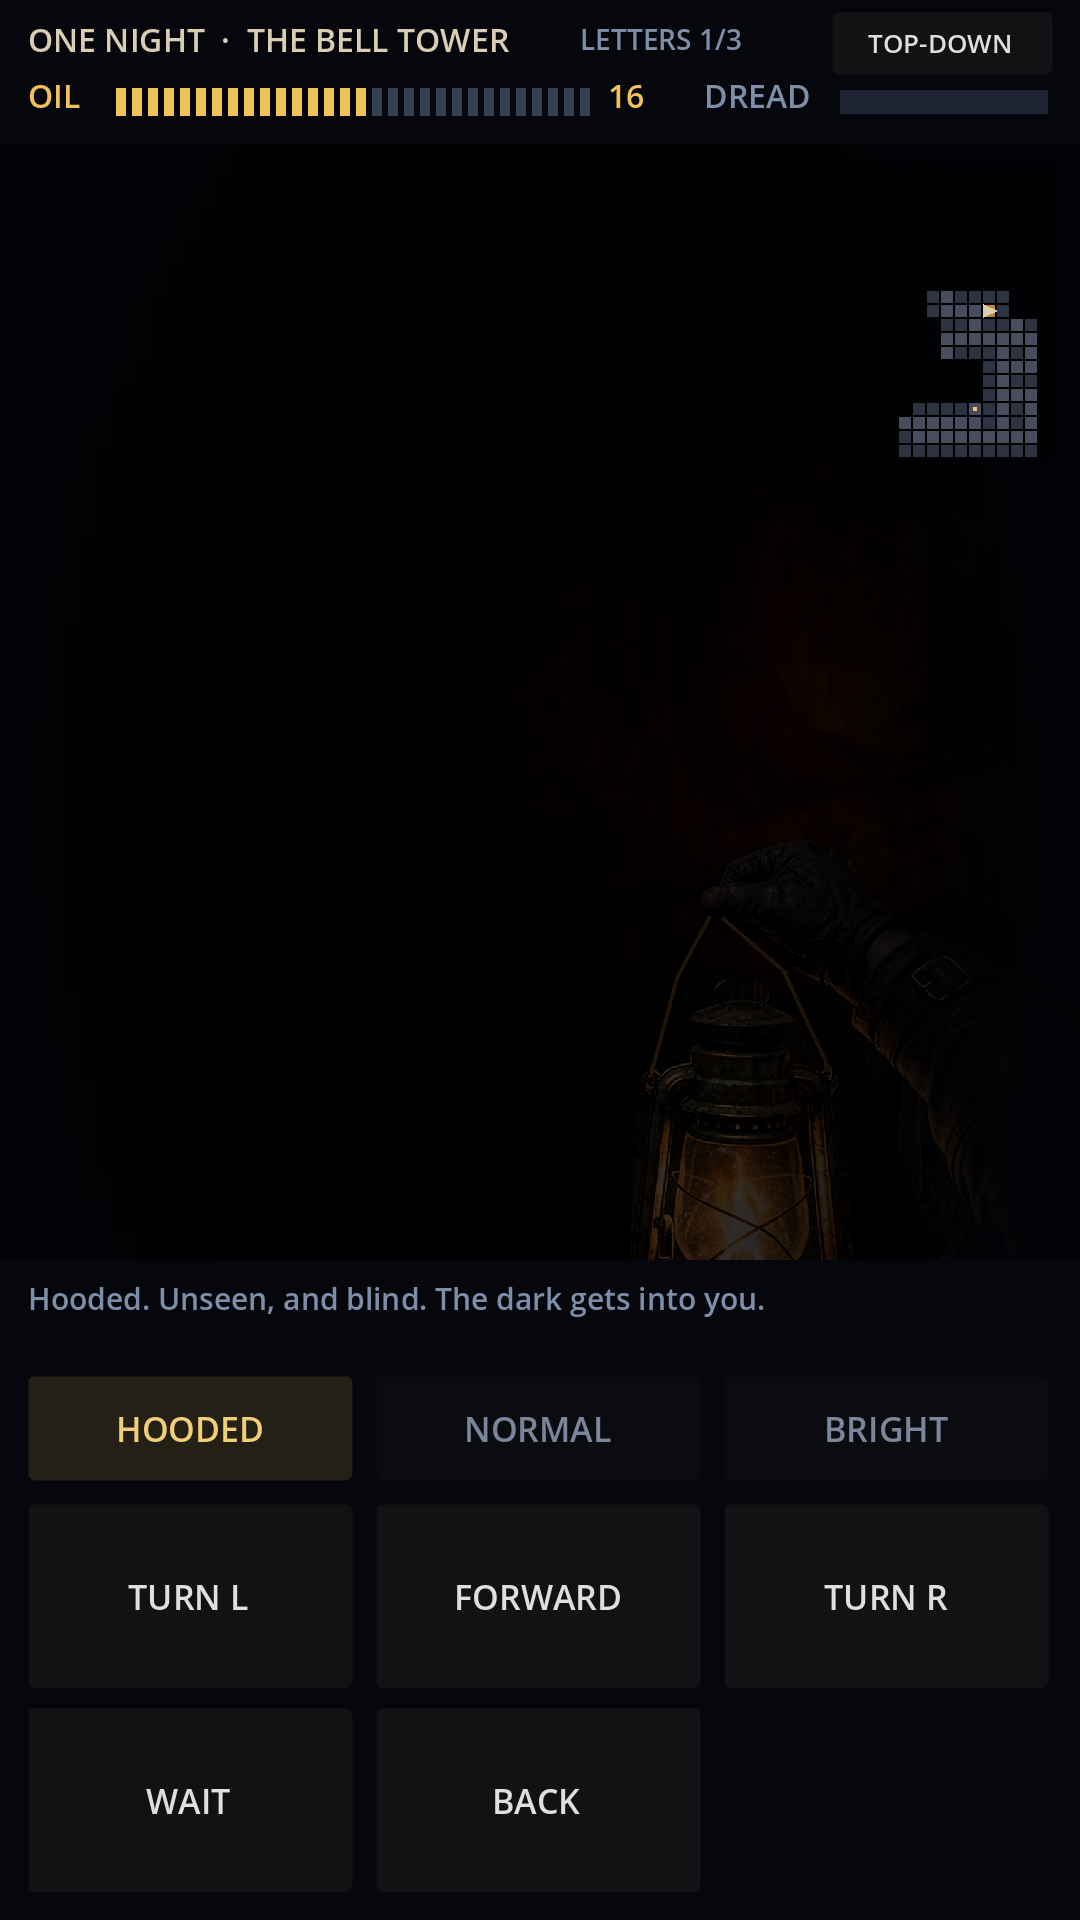 ONE NIGHT · THE BELL TOWER
LETTERS 1/3
TOP-DOWN
OIL
16
DREAD
Hooded. Unseen, and blind. The dark gets into you.
HOODED
NORMAL
BRIGHT
TURN L
FORWARD
TURN R
WAIT
BACK